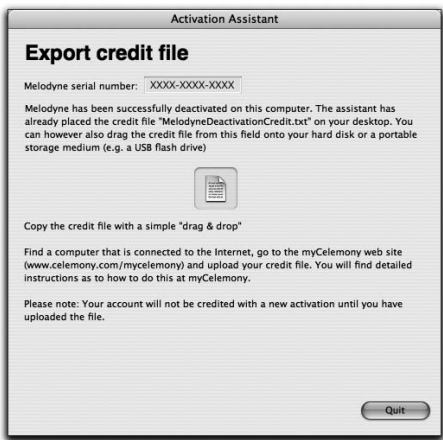 Activation Assistant
Export credit file
Melodyne serial number: XXXX-XXXX-XXXX
Melodyne has been successfully deactivated on this computer. The assistant has
already placed the credit file "MelodyneDeactivationCredit.txt" on your desktop. You
can however also drag the credit file from this field onto your hard disk or a portable
storage medium (e.g. a USB flash drive)
Copy the credit file with a simple "drag & drop"
Find a computer that is connected to the Internet, go to the myCelemony web site
(www.celemony.com/mycelemony) and upload your credit file. You will find detailed
instructions as to how to do this at myCelemony.
Please note: Your account will not be credited with a new activation until you have
uploaded the file.
Quit